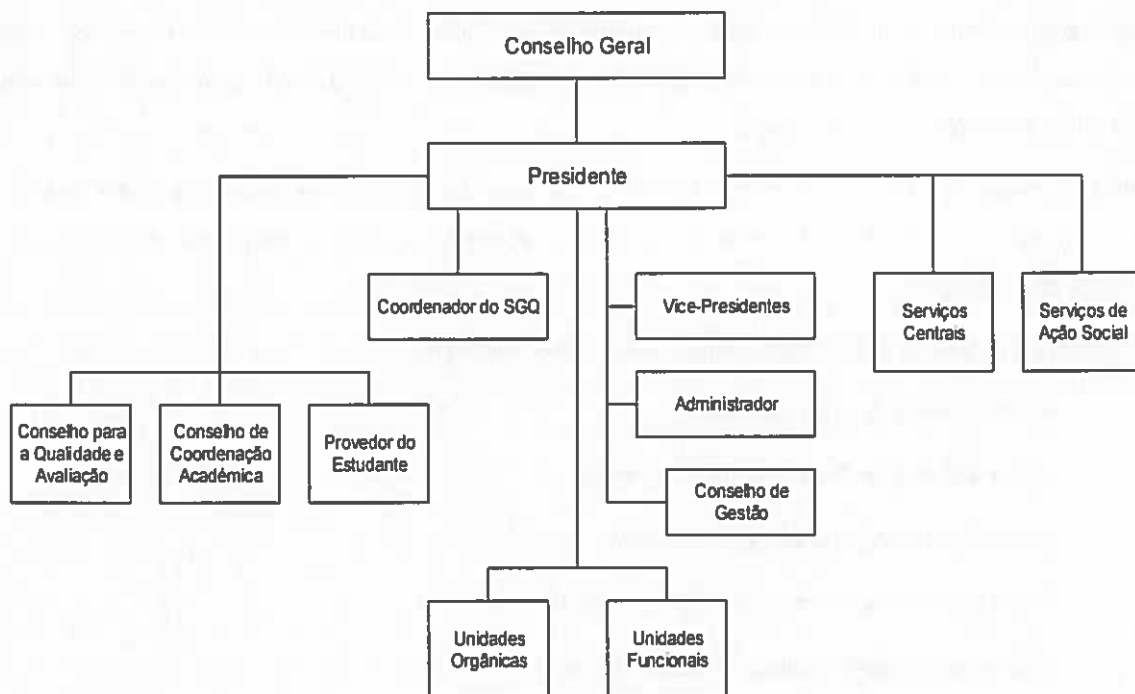 Conselho Geral
Presidente
Coordenador do SGQ
Vice-Presidentes
Serviços
Centrais
Serviços de
Ação Social
Administrador
Conselho para
a Qualidade e
Avaliação
Conselho de
Coordenação
Académica
Provedor do
Estudante
Conselho de
Gestão
Unidades
Orgânicas
Unidades
Funcionais